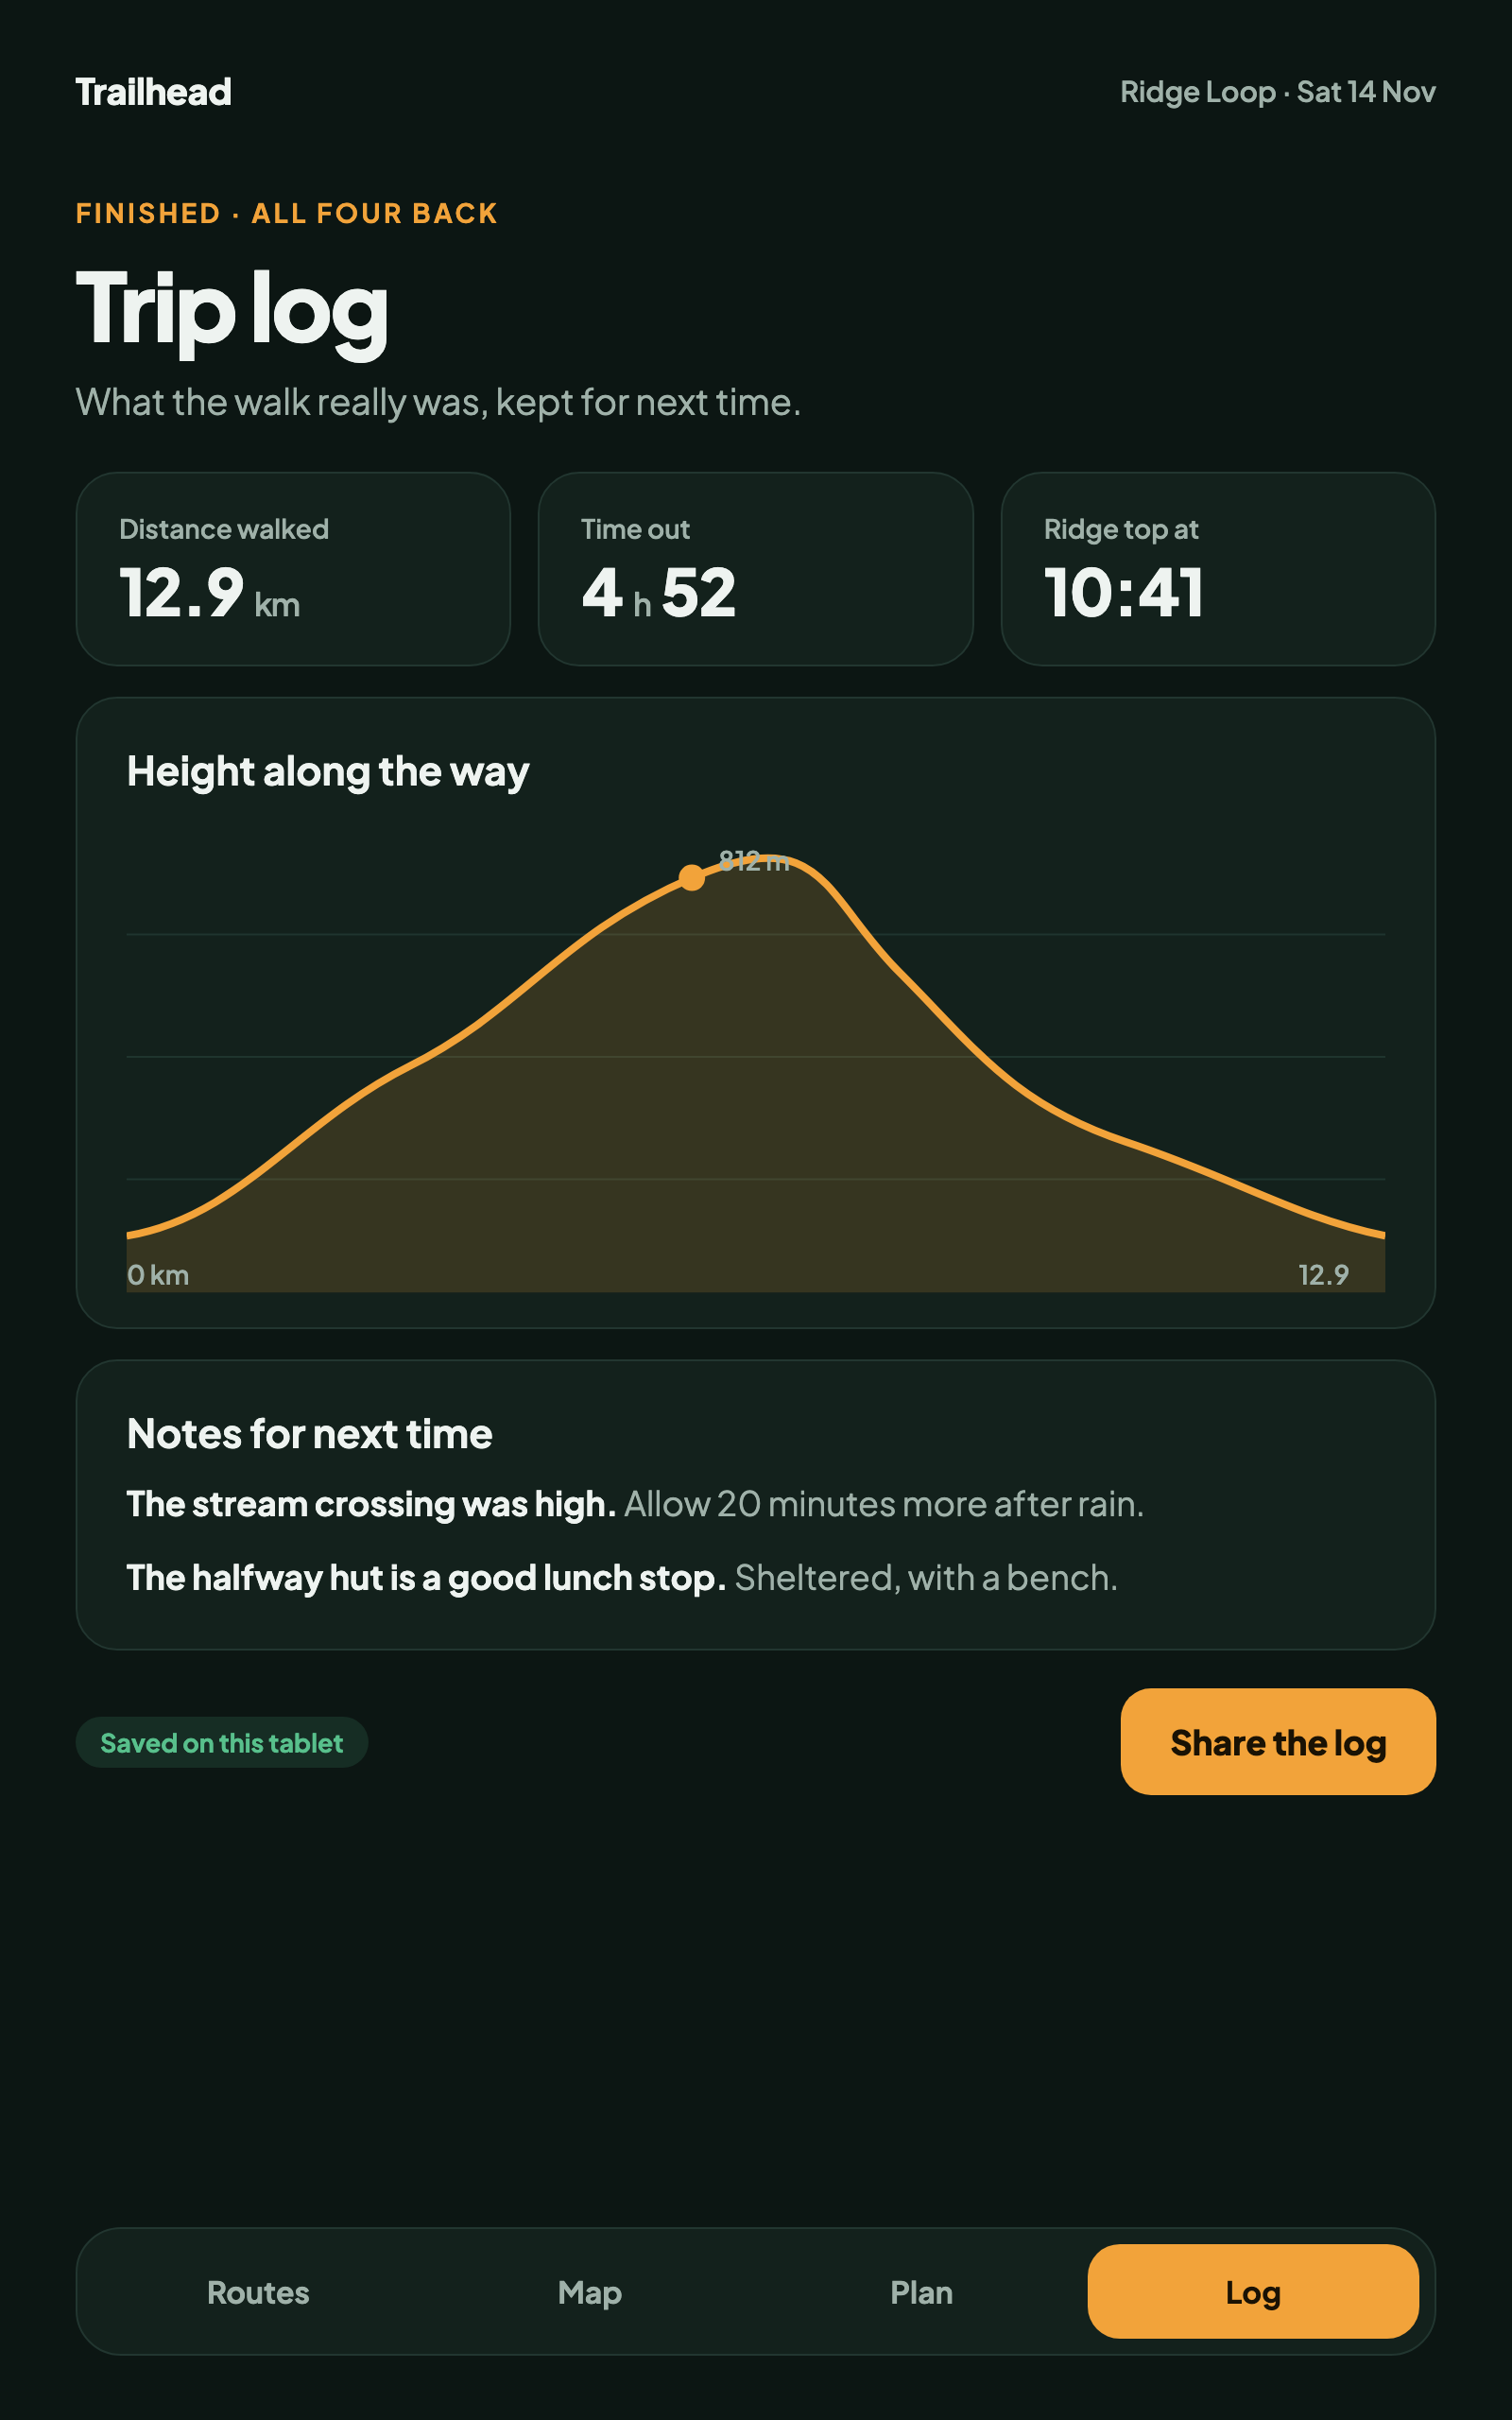 Trailhead
Ridge Loop · Sat 14 Nov
FINISHED · ALL FOUR BACK
Trip log
What the walk really was, kept for next time.
Distance walked
12.9 km
Time out
4 h 52
Ridge top at
10:41
Height along the way
812 m
0 km
12.9
Notes for next time
The stream crossing was high. Allow 20 minutes more after rain.
The halfway hut is a good lunch stop. Sheltered, with a bench.
Saved on this tablet
Share the log
Routes
Map
Plan
Log